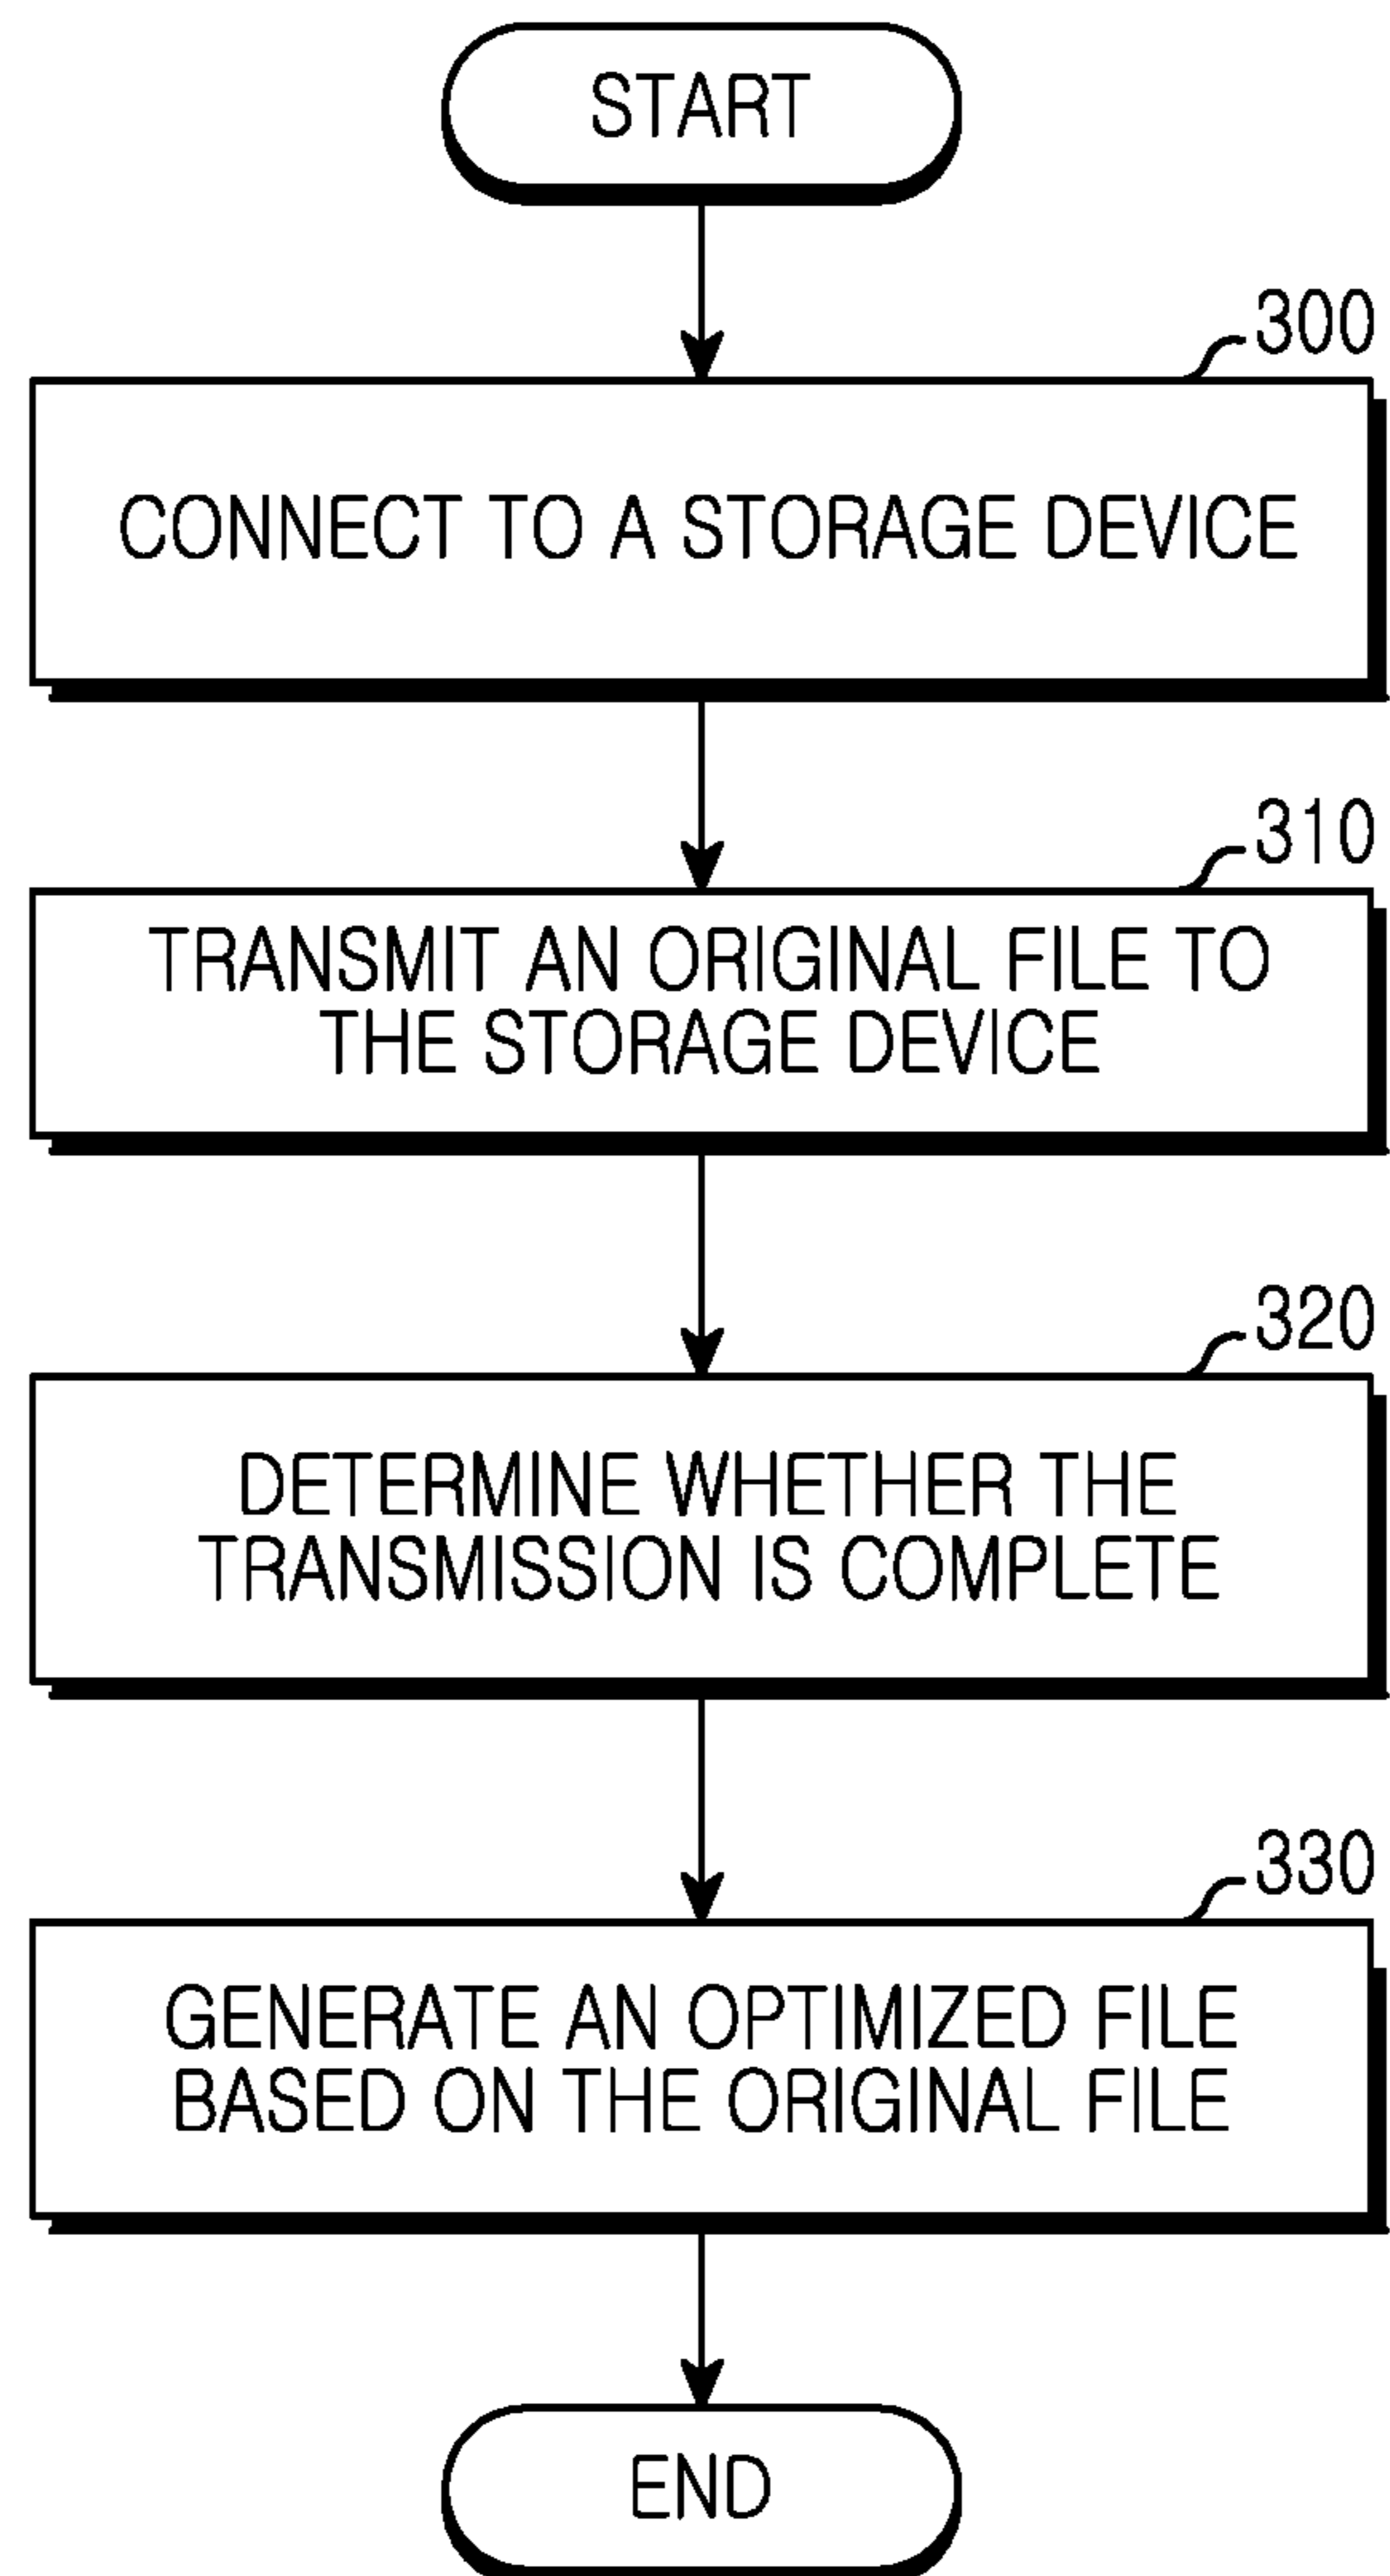 START
300
CONNECT TO A STORAGE DEVICE
310
TRANSMIT AN ORIGINAL FILE TO
THE STORAGE DEVICE
320
DETERMINE WHETHER THE
TRANSMISSION IS COMPLETE
330
GENERATE AN OPTIMIZED FILE
BASED ON THE ORIGINAL FILE
END